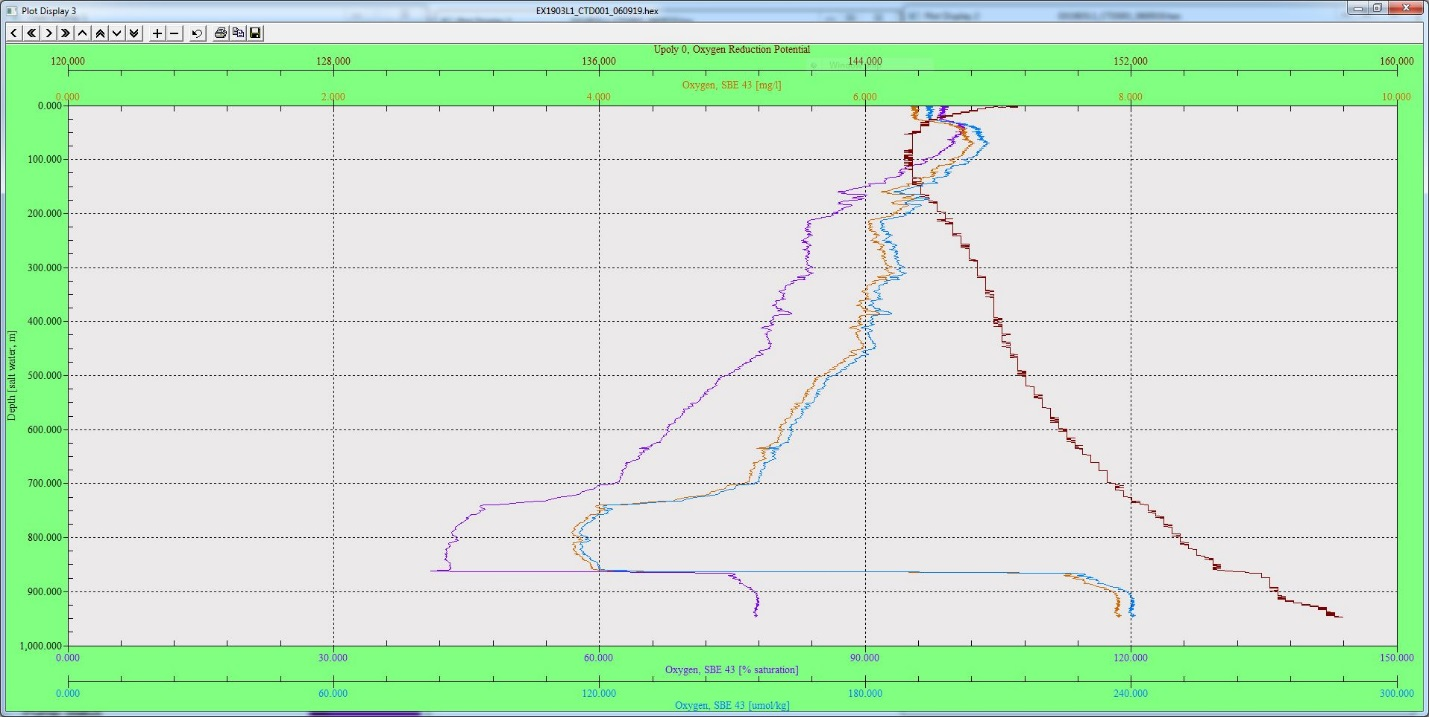 Plot Display 3
EX1903L1_CTD001_060919.hex
Upoly 0, Oxygen Reduction Potential
120,000 128,000 136,000 144,000 152,000 160,000
Oxygen, SBE 43 [mg/l]
0.000 2.000 4.000 6.000 8.000 10.000
0.000
100.000
200.000
300.000
400.000
500.000
600.000
700.000
800.000
900.000
1,000.000
Depth [salt water, m]
0.000 30.000 60.000 90.000 120.000 150.000
Oxygen, SBE 43 [% saturation]
0.000 60.000 120.000 180.000 240.000 300.000
Oxygen, SBE 43 [umol/kg]